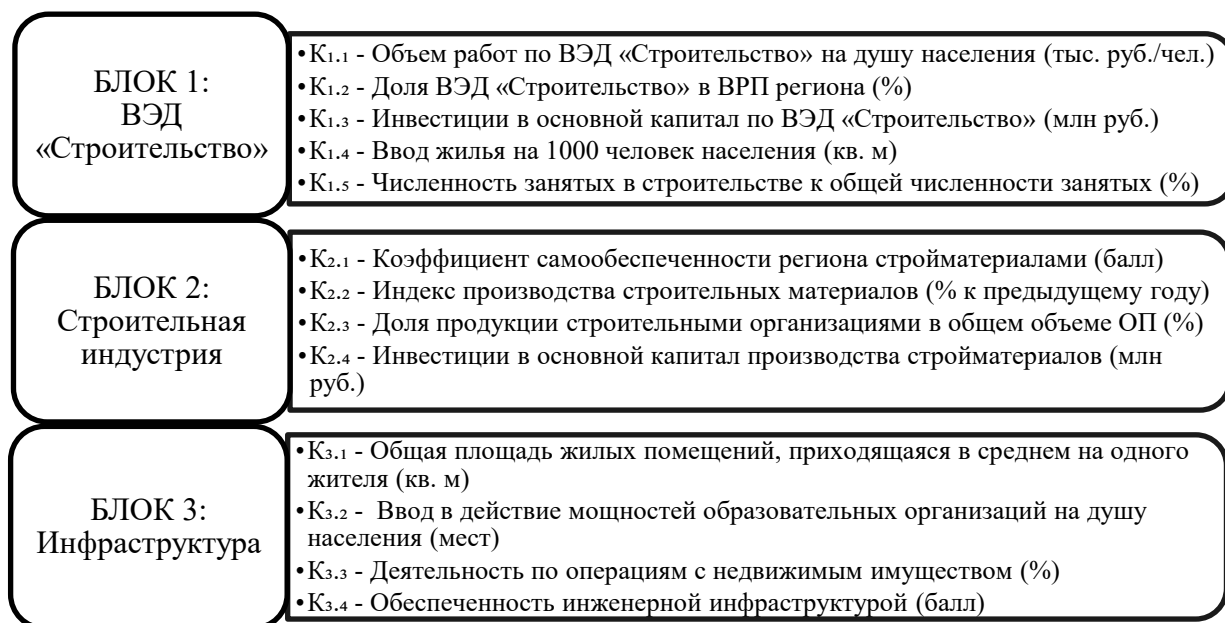 БЛОК 1:
ВЭД
«Строительство»
•К₁.₁ - Объем работ по ВЭД «Строительство» на душу населения (тыс. руб./чел.)
•К₁.₂ - Доля ВЭД «Строительство» в ВРП региона (%)
•К₁.₃ - Инвестиции в основной капитал по ВЭД «Строительство» (млн руб.)
•К₁.₄ - Ввод жилья на 1000 человек населения (кв. м)
•К₁.₅ - Численность занятых в строительстве к общей численности занятых (%)
БЛОК 2:
Строительная
индустрия
•К₂.₁ - Коэффициент самообеспеченности региона стройматериалами (балл)
•К₂.₂ - Индекс производства строительных материалов (% к предыдущему году)
•К₂.₃ - Доля продукции строительными организациями в общем объеме ОП (%)
•К₂.₄ - Инвестиции в основной капитал производства стройматериалов (млн
руб.)
БЛОК 3:
Инфраструктура
•К₃.₁ - Общая площадь жилых помещений, приходящаяся в среднем на одного
жителя (кв. м)
•К₃.₂ - Ввод в действие мощностей образовательных организаций на душу
населения (мест)
•К₃.₃ - Деятельность по операциям с недвижимым имуществом (%)
•К₃.₄ - Обеспеченность инженерной инфраструктурой (балл)